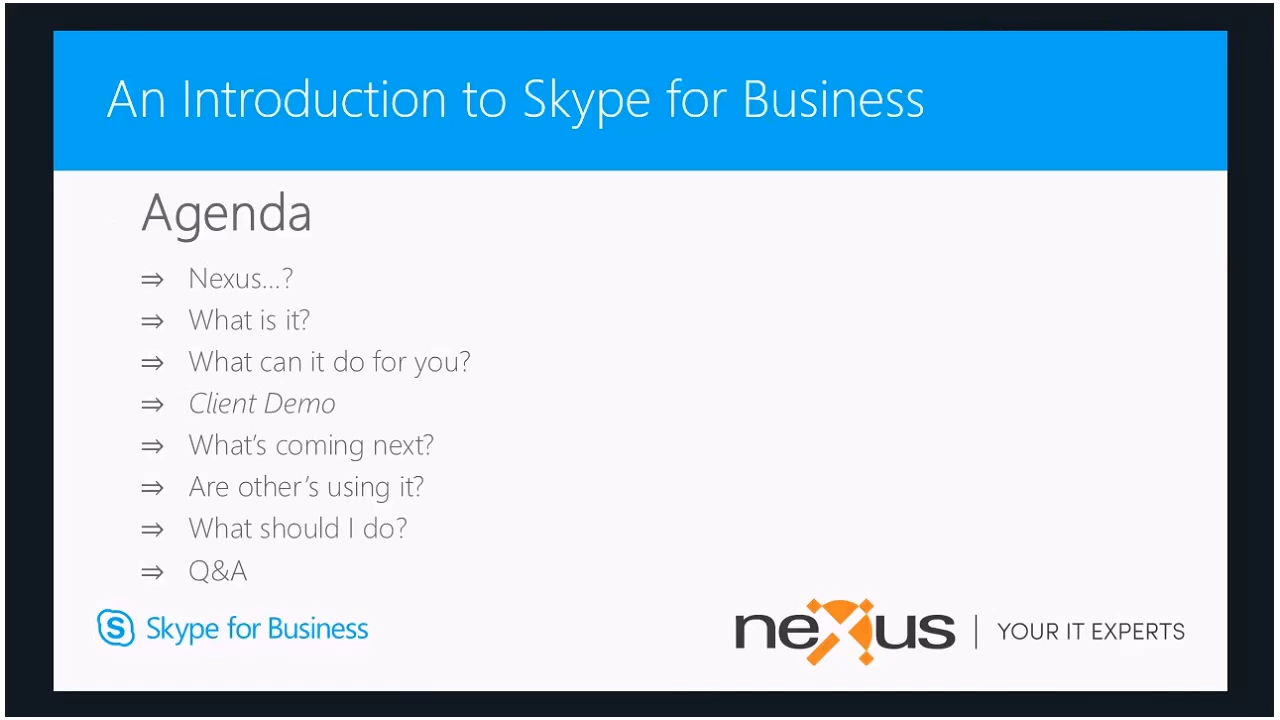 An Introduction to Skype for Business
Agenda
⇒ Nexus...?
⇒ What is it?
⇒ What can it do for you?
⇒ Client Demo
⇒ What's coming next?
⇒ Are other's using it?
⇒ What should I do?
⇒ Q&A
S Skype for Business
nexus | YOUR IT EXPERTS